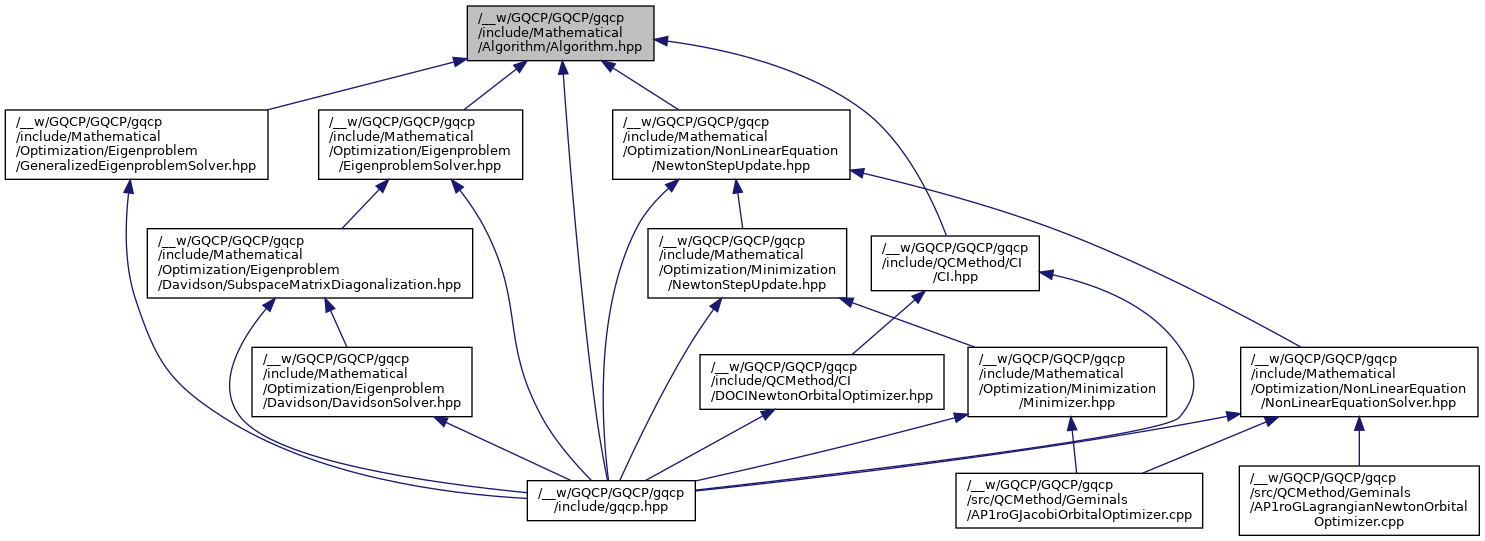 /__w/GQCP/GQCP/gqcp
/include/Mathematical
/Algorithm/Algorithm.hpp
/__w/GQCP/GQCP/gqcp
/include/Mathematical
/Optimization/Eigenproblem
/GeneralizedEigenproblemSolver.hpp
/__w/GQCP/GQCP/gqcp
/include/Mathematical
/Optimization/Eigenproblem
/EigenproblemSolver.hpp
/__w/GQCP/GQCP/gqcp
/include/Mathematical
/Optimization/NonLinearEquation
/NewtonStepUpdate.hpp
/__w/GQCP/GQCP/gqcp
/include/Mathematical
/Optimization/Eigenproblem
/Davidson/SubspaceMatrixDiagonalization.hpp
/__w/GQCP/GQCP/gqcp
/include/Mathematical
/Optimization/Minimization
/NewtonStepUpdate.hpp
/__w/GQCP/GQCP/gqcp
/include/QCMethod/CI
/CI.hpp
/__w/GQCP/GQCP/gqcp
/include/Mathematical
/Optimization/Eigenproblem
/Davidson/DavidsonSolver.hpp
/__w/GQCP/GQCP/gqcp
/include/QCMethod/CI
/DOCINewtonOrbitalOptimizer.hpp
/__w/GQCP/GQCP/gqcp
/include/Mathematical
/Optimization/Minimization
/Minimizer.hpp
/__w/GQCP/GQCP/gqcp
/include/Mathematical
/Optimization/NonLinearEquation
/NonLinearEquationSolver.hpp
/__w/GQCP/GQCP/gqcp
/include/gqcp.hpp
/__w/GQCP/GQCP/gqcp
/src/QCMethod/Geminals
/AP1roGJacobiOrbitalOptimizer.cpp
/__w/GQCP/GQCP/gqcp
/src/QCMethod/Geminals
/AP1roGLagrangianNewtonOrbital
Optimizer.cpp